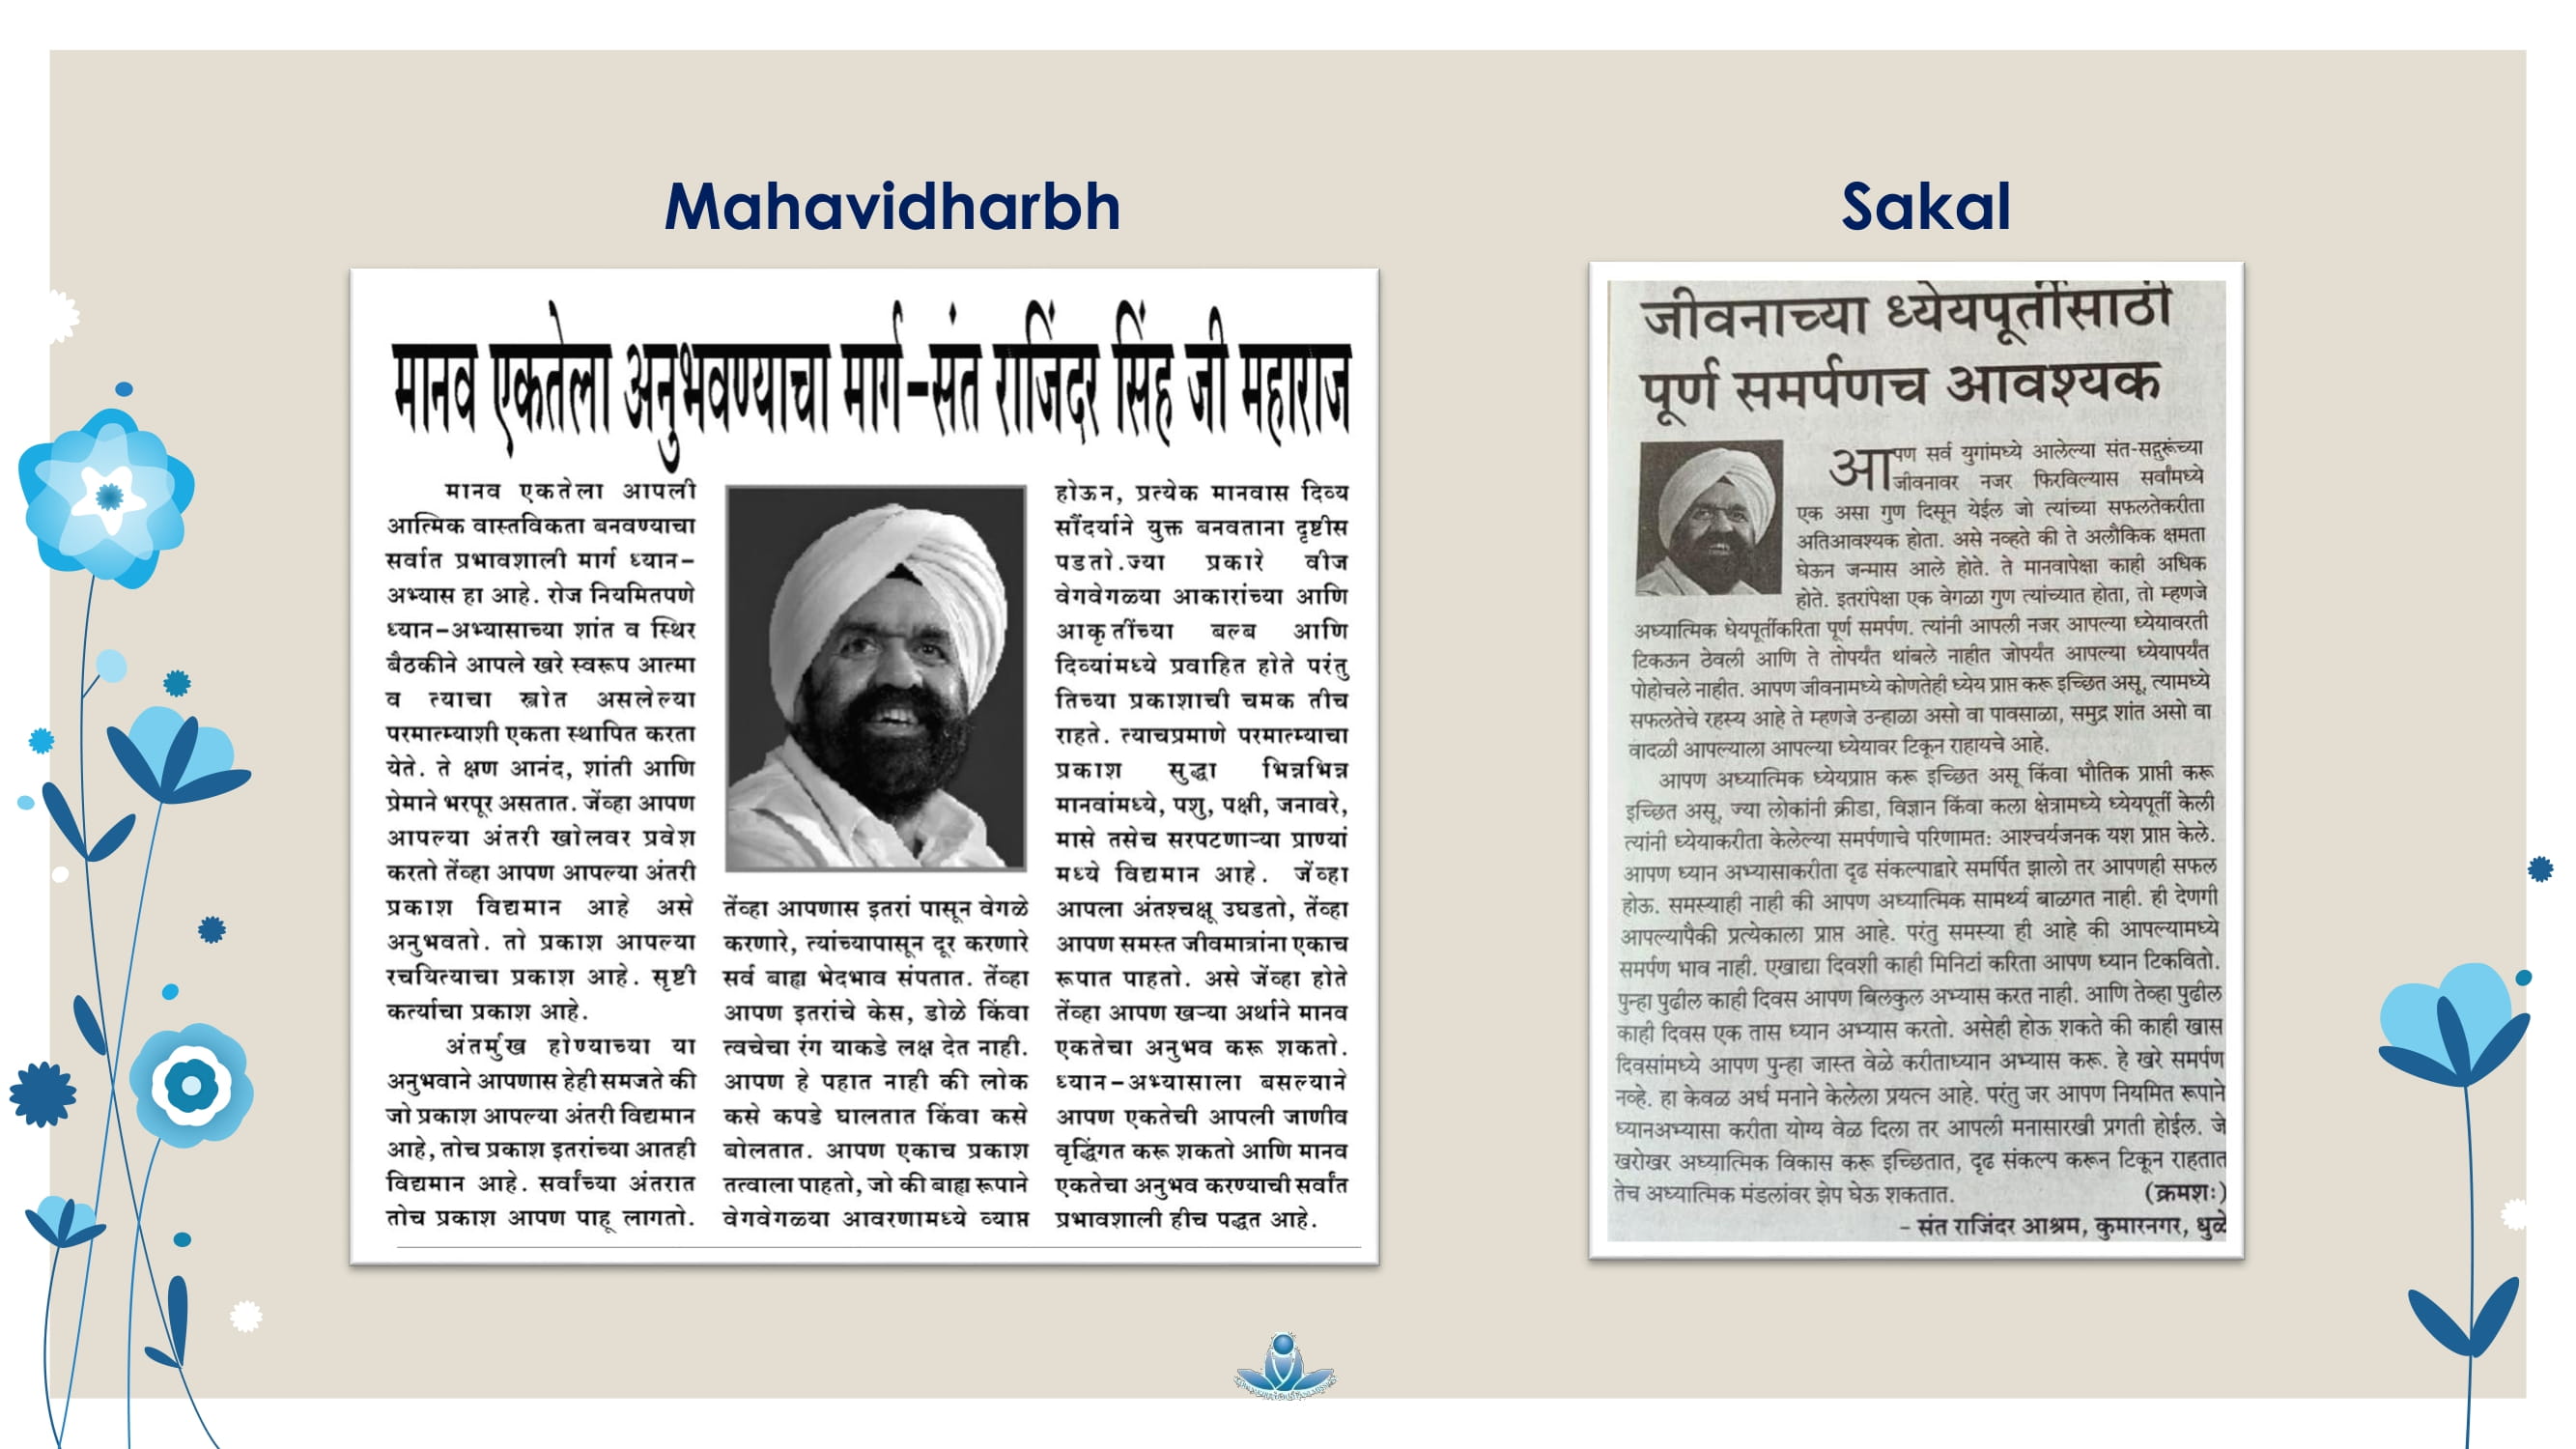 Mahavidharbh
मानव एकतेला अनुभवण्याचा मार्ग-संत राजिंदर सिंह जी महाराज
मानव एकतेला आपली
आत्मिक वास्तविकता बनवण्याचा
सर्वात प्रभावशाली मार्ग ध्यान-
अभ्यास हा आहे. रोज नियमितपणे
ध्यान-अभ्यासाच्या शांत व स्थिर
बैठकीने आपले खरे स्वरूप आत्मा
व त्याचा स्त्रोत असलेल्या
परमात्म्याशी एकता स्थापित करता
येते. ते क्षण आनंद, शांती आणि
प्रेमाने भरपूर असतात. जेंव्हा आपण
आपल्या अंतरी खोलवर प्रवेश
करतो तेंव्हा आपण आपल्या अंतरी
प्रकाश विद्यमान आहे असे
अनुभवतो. तो प्रकाश आपल्या
रचयित्याचा प्रकाश आहे. सृष्टी
कर्त्याचा प्रकाश आहे.
अंतर्मुख होण्याच्या या
अनुभवाने आपणास हेही समजते की
जो प्रकाश आपल्या अंतरी विद्यमान
आहे, तोच प्रकाश इतरांच्या आतही
विद्यमान आहे. सर्वांच्या अंतरात
तोच प्रकाश आपण पाहू लागतो.
तेंव्हा आपणास इतरां पासून वेगळे
करणारे, त्यांच्यापासून दूर करणारे
सर्व बाह्य भेदभाव संपतात. तेंव्हा
आपण इतरांचे केस, डोळे किंवा
त्वचेचा रंग याकडे लक्ष देत नाही.
आपण हे पहात नाही की लोक
कसे कपडे घालतात किंवा कसे
बोलतात. आपण एकाच प्रकाश
तत्वाला पाहतो, जो की बाह्य रूपाने
वेगवेगळ्या आवरणामध्ये व्याप्त
होऊन, प्रत्येक मानवास दिव्य
सौंदर्याने युक्त बनवताना दृष्टीस
पडतो.ज्या प्रकारे वीज
वेगवेगळ्या आकारांच्या आणि
आकृतींच्या बल्ब आणि
दिव्यांमध्ये प्रवाहित होते परंतु
तिच्या प्रकाशाची चमक तीच
राहते. त्याचप्रमाणे परमात्म्याचा
प्रकाश सुद्धा भिन्नभिन्न
मानवांमध्ये, पशु, पक्षी, जनावरे,
मासे तसेच सरपटणाऱ्या प्राण्यां
मध्ये विद्यमान आहे. जेंव्हा
आपला अंतश्चक्षू उघडतो, तेंव्हा
आपण समस्त जीवमात्रांना एकाच
रूपात पाहतो. असे जेंव्हा होते
तेंव्हा आपण खऱ्या अर्थाने मानव
एकतेचा अनुभव करू शकतो.
ध्यान-अभ्यासाला बसल्याने
आपण एकतेची आपली जाणीव
वृद्धिंगत करू शकतो आणि मानव
एकतेचा अनुभव करण्याची सर्वांत
प्रभावशाली हीच पद्धत आहे.
Sakal
जीवनाच्या ध्येयपूर्तीसाठी
पूर्ण समर्पणच आवश्यक
आपण सर्व युगांमध्ये आलेल्या संत-सद्गुरूंच्या
जीवनावर नजर फिरविल्यास सर्वांमध्ये
एक असा गुण दिसून येईल जो त्यांच्या सफलतेकरीता
अतिआवश्यक होता. असे नव्हते की ते अलौकिक क्षमता
घेऊन जन्मास आले होते. ते मानवापेक्षा काही अधिक
होते. इतरांपेक्षा एक वेगळा गुण त्यांच्यात होता, तो म्हणजे
अध्यात्मिक धेयपूर्तीकरिता पूर्ण समर्पण. त्यांनी आपली नजर आपल्या ध्येयावरती
टिकऊन ठेवली आणि ते तोपर्यंत थांबले नाहीत जोपर्यंत आपल्या ध्येयापर्यंत
पोहोचले नाहीत. आपण जीवनामध्ये कोणतेही ध्येय प्राप्त करू इच्छित असू, त्यामध्ये
सफलतेचे रहस्य आहे ते म्हणजे उन्हाळा असो वा पावसाळा, समुद्र शांत असो वा
वादळी आपल्याला आपल्या ध्येयावर टिकून राहायचे आहे.
आपण अध्यात्मिक ध्येयप्राप्त करू इच्छित असू किंवा भौतिक प्राप्ती करू
इच्छित असू, ज्या लोकांनी क्रीडा, विज्ञान किंवा कला क्षेत्रामध्ये ध्येयपूर्ती केली
त्यांनी ध्येयाकरीता केलेल्या समर्पणाचे परिणामत: आश्चर्यजनक यश प्राप्त केले.
आपण ध्यान अभ्यासाकरीता दृढ संकल्पाद्वारे समर्पित झालो तर आपणही सफल
होऊ. समस्याही नाही की आपण अध्यात्मिक सामर्थ्य बाळगत नाही. ही देणगी
आपल्यापैकी प्रत्येकाला प्राप्त आहे. परंतु समस्या ही आहे की आपल्यामध्ये
समर्पण भाव नाही. एखाद्या दिवशी काही मिनिटां करिता आपण ध्यान टिकवितो.
पुन्हा पुढील काही दिवस आपण बिलकुल अभ्यास करत नाही. आणि तेव्हा पुढील
काही दिवस एक तास ध्यान अभ्यास करतो. असेही होऊ शकते की काही खास
दिवसांमध्ये आपण पुन्हा जास्त वेळे करीताध्यान अभ्यास करू. हे खरे समर्पण
नव्हे. हा केवळ अर्ध मनाने केलेला प्रयत्न आहे. परंतु जर आपण नियमित रूपाने
ध्यानअभ्यासा करीता योग्य वेळ दिला तर आपली मनासारखी प्रगती होईल. जे
खरोखर अध्यात्मिक विकास करू इच्छितात, दृढ संकल्प करून टिकून राहतात
तेच अध्यात्मिक मंडलांवर झेप घेऊ शकतात. (क्रमशः)
- संत राजिंदर आश्रम, कुमारनगर, धुळे